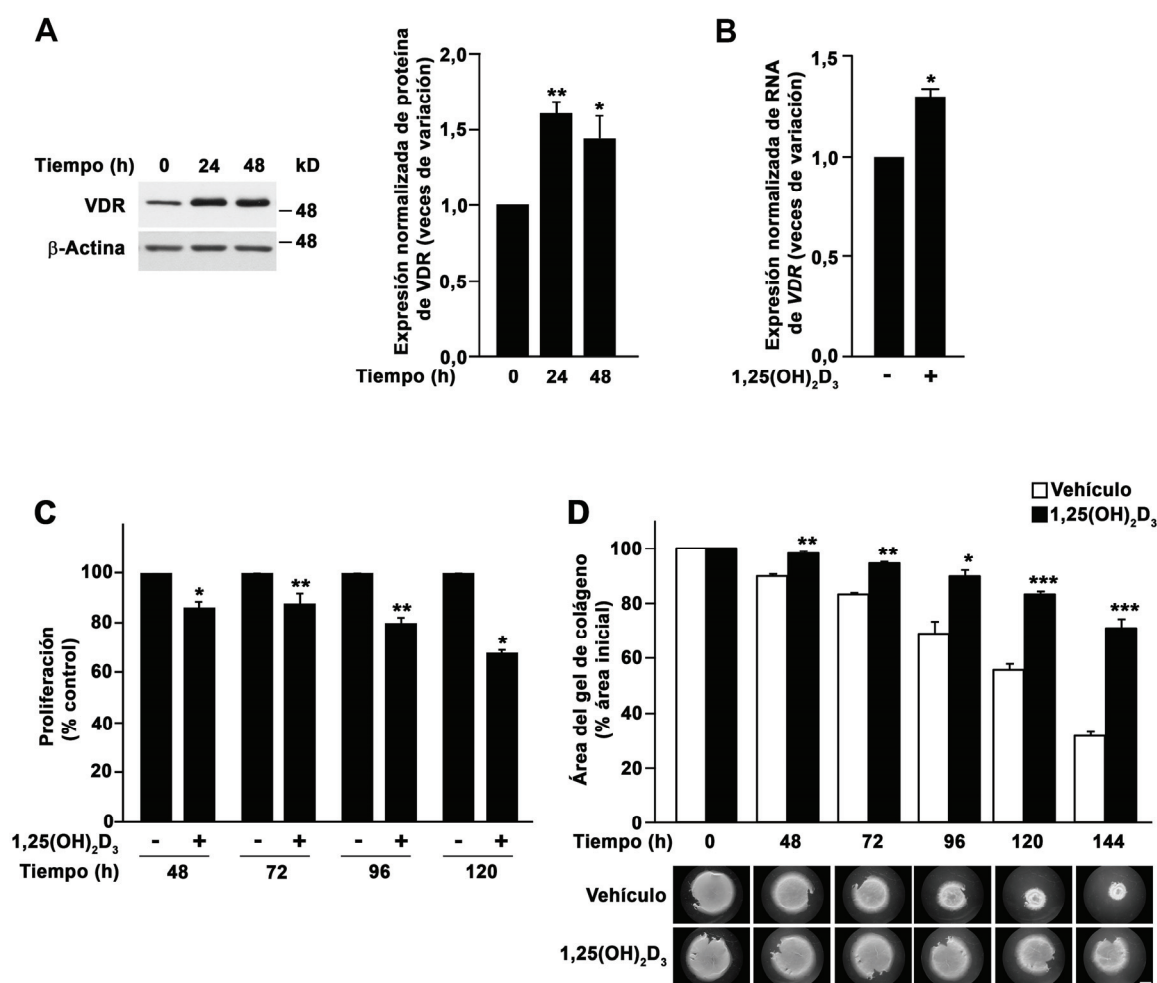 A
Tiempo (h) 0 24 48 kD
VDR
48
β-Actina
48
Expresión normalizada de proteína
de VDR (veces de variación)
2,0
1,5
1,0
0,5
0,0
** *
Tiempo (h) 0 24 48
B
Expresión normalizada de RNA
de VDR (veces de variación)
1,5
1,0
0,5
0,0
*
1,25(OH)2D3 - +
C
Proliferación
(% control)
100
80
60
40
20
0
* ** ** *
1,25(OH)2D3 - + - + - + - +
Tiempo (h) 48 72 96 120
D
Vehículo
1,25(OH)2D3
Área del gel de colágeno
(% área inicial)
100
80
60
40
20
0
** ** * *** ***
Tiempo (h) 0 48 72 96 120 144
Vehículo
1,25(OH)2D3